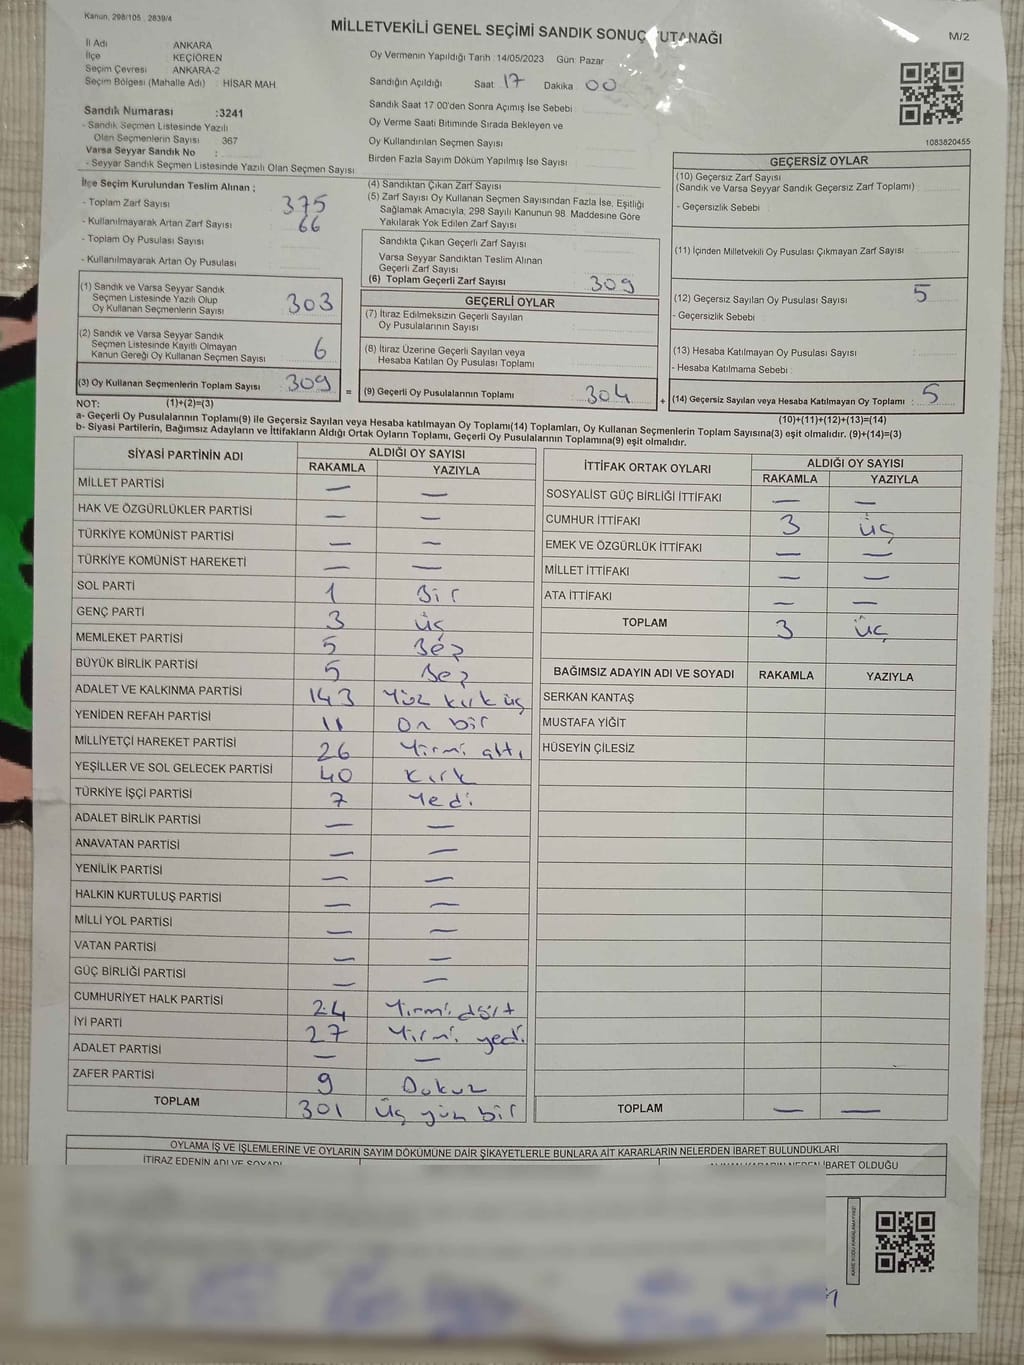 Kanun, 298/105 , 2839/4
MİLLETVEKİLİ GENEL SEÇİMİ SANDIK SONUÇ TUTANAĞI
M/2
İl Adı : ANKARA
İlçe : KEÇİÖREN
Seçim Çevresi : ANKARA-2
Seçim Bölgesi (Mahalle Adı) : HİSAR MAH.
Oy Vermenin Yapıldığı Tarih : 14/05/2023 Gün: Pazar
Sandığın Açıldığı Saat 17 Dakika 00
Sandık Saat 17:00'den Sonra Açımış İse Sebebi :
Oy Verme Saati Bitiminde Sırada Bekleyen ve
Oy Kullandırılan Seçmen Sayısı :
Birden Fazla Sayım Döküm Yapılmış İse Sayısı :
1083820455
Sandık Numarası :3241
- Sandık Seçmen Listesinde Yazılı
Olan Seçmenlerin Sayısı : 367
Varsa Seyyar Sandık No :
- Seyyar Sandık Seçmen Listesinde Yazılı Olan Seçmen Sayısı :
İlçe Seçim Kurulundan Teslim Alınan ;
- Toplam Zarf Sayısı : 375
- Kullanılmayarak Artan Zarf Sayısı : 66
- Toplam Oy Pusulası Sayısı :
- Kullanılmayarak Artan Oy Pusulası :
(1) Sandık ve Varsa Seyyar Sandık
Seçmen Listesinde Yazılı Olup
Oy Kullanan Seçmenlerin Sayısı : 303
(2) Sandık ve Varsa Seyyar Sandık
Seçmen Listesinde Kayıtlı Olmayan
Kanun Gereği Oy Kullanan Seçmen Sayısı : 6
(3) Oy Kullanan Seçmenlerin Toplam Sayısı : 309
(1)+(2)=(3)
(4) Sandıktan Çıkan Zarf Sayısı :
(5) Zarf Sayısı Oy Kullanan Seçmen Sayısından Fazla İse, Eşitliği
Sağlamak Amacıyla, 298 Sayılı Kanunun 98. Maddesine Göre
Yakılarak Yok Edilen Zarf Sayısı :
Sandıkta Çıkan Geçerli Zarf Sayısı :
Varsa Seyyar Sandıktan Teslim Alınan
Geçerli Zarf Sayısı :
(6) Toplam Geçerli Zarf Sayısı : 309
GEÇERLİ OYLAR
(7) İtiraz Edilmeksizin Geçerli Sayılan
Oy Pusulalarının Sayısı :
(8) İtiraz Üzerine Geçerli Sayılan veya
Hesaba Katılan Oy Pusulası Toplamı :
= (9) Geçerli Oy Pusulalarının Toplamı : 304
GEÇERSİZ OYLAR
(10) Geçersiz Zarf Sayısı
(Sandık ve Varsa Seyyar Sandık Geçersiz Zarf Toplamı) :
- Geçersizlik Sebebi :
(11) İçinden Milletvekili Oy Pusulası Çıkmayan Zarf Sayısı :
(12) Geçersiz Sayılan Oy Pusulası Sayısı : 5
- Geçersizlik Sebebi :
(13) Hesaba Katılmayan Oy Pusulası Sayısı :
- Hesaba Katılmama Sebebi :
+ (14) Geçersiz Sayılan veya Hesaba Katılmayan Oy Toplamı : 5
(10)+(11)+(12)+(13)=(14)
NOT:
a- Geçerli Oy Pusulalarının Toplamı(9) ile Geçersiz Sayılan veya Hesaba katılmayan Oy Toplamı(14) Toplamları, Oy Kullanan Seçmenlerin Toplam Sayısına(3) eşit olmalıdır. (9)+(14)=(3)
b- Siyasi Partilerin, Bağımsız Adayların ve İttifakların Aldığı Ortak Oyların Toplamı, Geçerli Oy Pusulalarının Toplamına(9) eşit olmalıdır.
SİYASİ PARTİNİN ADI ALDIĞI OY SAYISI
RAKAMLA YAZIYLA
MİLLET PARTİSİ — —
HAK VE ÖZGÜRLÜKLER PARTİSİ — —
TÜRKİYE KOMÜNİST PARTİSİ — —
TÜRKİYE KOMÜNİST HAREKETİ — —
SOL PARTİ 1 Bir
GENÇ PARTİ 3 üç
MEMLEKET PARTİSİ 5 Beş
BÜYÜK BİRLİK PARTİSİ 5 Beş
ADALET VE KALKINMA PARTİSİ 143 Yüz kırk üç
YENİDEN REFAH PARTİSİ 11 On bir
MİLLİYETÇİ HAREKET PARTİSİ 26 Yirmi altı
YEŞİLLER VE SOL GELECEK PARTİSİ 40 Kırk
TÜRKİYE İŞÇİ PARTİSİ 7 Yedi
ADALET BİRLİK PARTİSİ — —
ANAVATAN PARTİSİ — —
YENİLİK PARTİSİ — —
HALKIN KURTULUŞ PARTİSİ — —
MİLLİ YOL PARTİSİ — —
VATAN PARTİSİ — —
GÜÇ BİRLİĞİ PARTİSİ — —
CUMHURİYET HALK PARTİSİ 24 Yirmi dört
İYİ PARTİ 27 Yirmi yedi
ADALET PARTİSİ — —
ZAFER PARTİSİ 9 Dokuz
TOPLAM 301 Üç yüz bir
İTTİFAK ORTAK OYLARI ALDIĞI OY SAYISI
RAKAMLA YAZIYLA
SOSYALİST GÜÇ BİRLİĞİ İTTİFAKI — —
CUMHUR İTTİFAKI 3 üç
EMEK VE ÖZGÜRLÜK İTTİFAKI — —
MİLLET İTTİFAKI — —
ATA İTTİFAKI — —
TOPLAM 3 üç
BAĞIMSIZ ADAYIN ADI VE SOYADI RAKAMLA YAZIYLA
SERKAN KANTAŞ
MUSTAFA YİĞİT
HÜSEYİN ÇİLESİZ
TOPLAM — —
OYLAMA İŞ VE İŞLEMLERİNE VE OYLARIN SAYIM DÖKÜMÜNE DAİR ŞİKAYETLERLE BUNLARA AİT KARARLARIN NELERDEN İBARET BULUNDUKLARI
İTİRAZ EDENİN ADI VE SOYADI
İBARET OLDUĞU